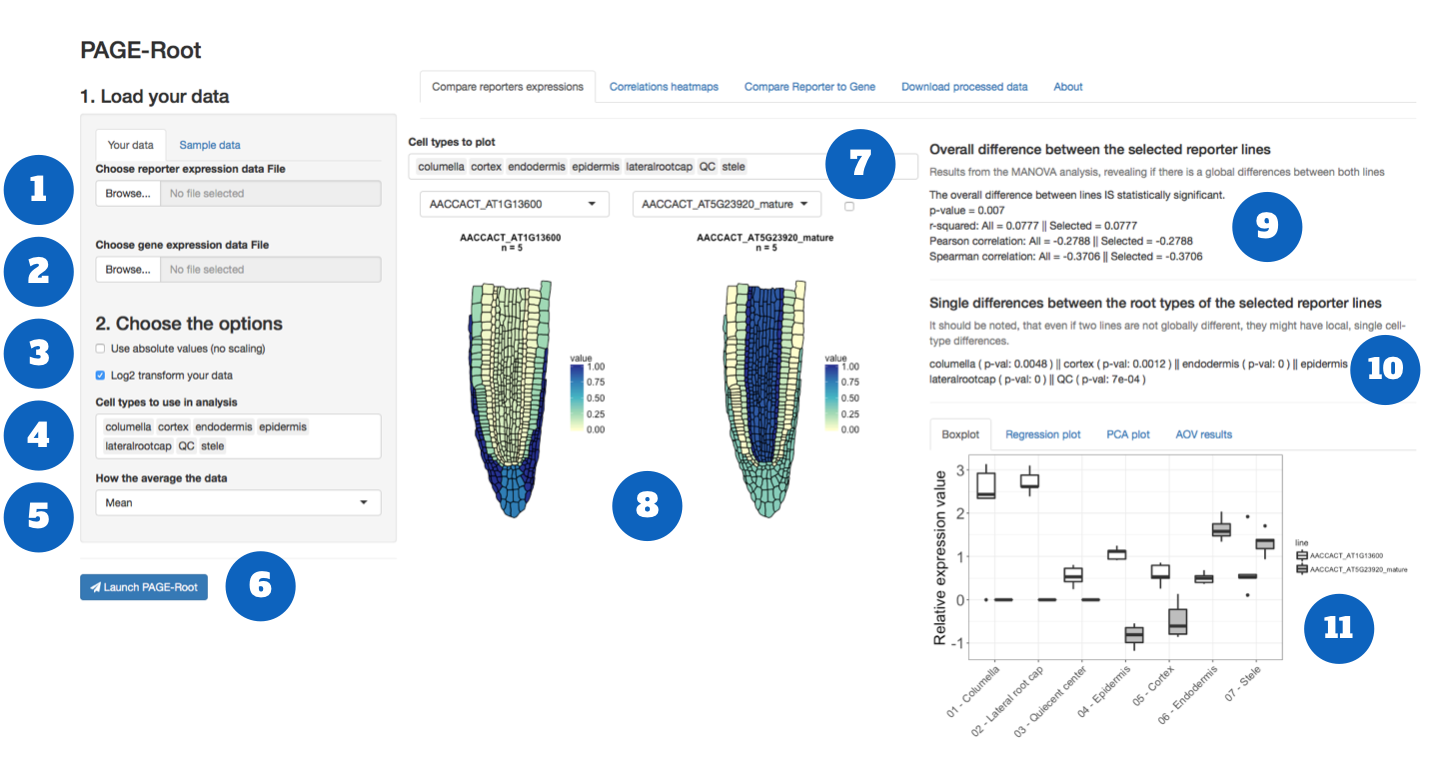 PAGE-Root
1. Load your data
Your data
Sample data
1
Choose reporter expression data File
Browse...
No file selected
2
Choose gene expression data File
Browse...
No file selected
2. Choose the options
3
Use absolute values (no scaling)
Log2 transform your data
4
Cell types to use in analysis
columella cortex endodermis epidermis
lateralrootcap QC stele
5
How the average the data
Mean
Launch PAGE-Root
6
Compare reporters expressions
Correlations heatmaps
Compare Reporter to Gene
Download processed data
About
Cell types to plot
columella cortex endodermis epidermis lateralrootcap QC stele
7
AACCACT_AT1G13600
AACCACT_AT5G23920_mature
AACCACT_AT1G13600
n = 5
value
1.00
0.75
0.50
0.25
0.00
AACCACT_AT5G23920_mature
n = 5
value
1.00
0.75
0.50
0.25
0.00
8
Overall difference between the selected reporter lines
Results from the MANOVA analysis, revealing if there is a global differences between both lines
The overall difference between lines IS statistically significant.
p-value = 0.007
r-squared: All = 0.0777 || Selected = 0.0777
Pearson correlation: All = -0.2788 || Selected = -0.2788
Spearman correlation: All = -0.3706 || Selected = -0.3706
9
Single differences between the root types of the selected reporter lines
It should be noted, that even if two lines are not globally different, they might have local, single cell-
type differences.
columella ( p-val: 0.0048 ) || cortex ( p-val: 0.0012 ) || endodermis ( p-val: 0 ) || epidermis
lateralrootcap ( p-val: 0 ) || QC ( p-val: 7e-04 )
10
Boxplot
Regression plot
PCA plot
AOV results
Relative expression value
3
2
1
0
-1
01 - Columella
02 - Lateral root cap
03 - Quiecent center
04 - Epidermis
05 - Cortex
06 - Endodermis
07 - Stele
line
AACCACT_AT1G13600
AACCACT_AT5G23920_mature
11